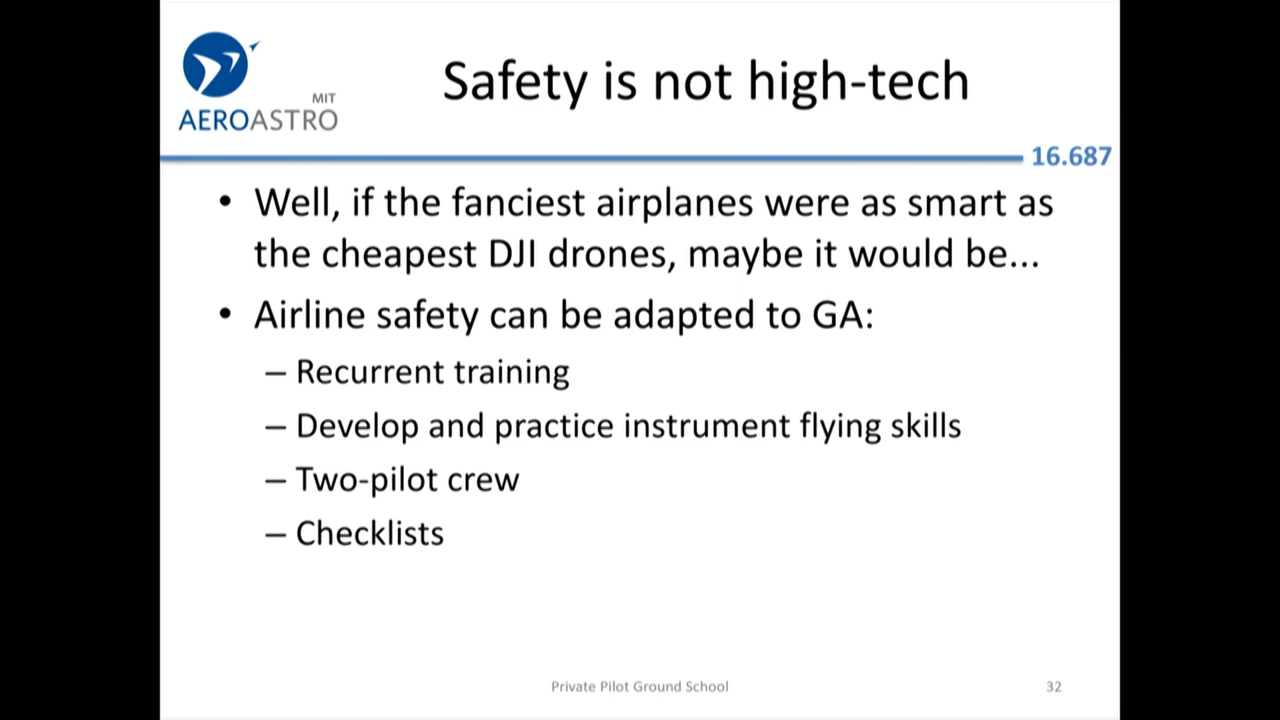 MIT
AEROASTRO
Safety is not high-tech
16.687
• Well, if the fanciest airplanes were as smart as
the cheapest DJI drones, maybe it would be...
• Airline safety can be adapted to GA:
– Recurrent training
– Develop and practice instrument flying skills
– Two-pilot crew
– Checklists
Private Pilot Ground School
32